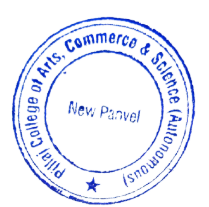 Pillai College of Arts, Commerce & Science (Autonomous)
New Panvel